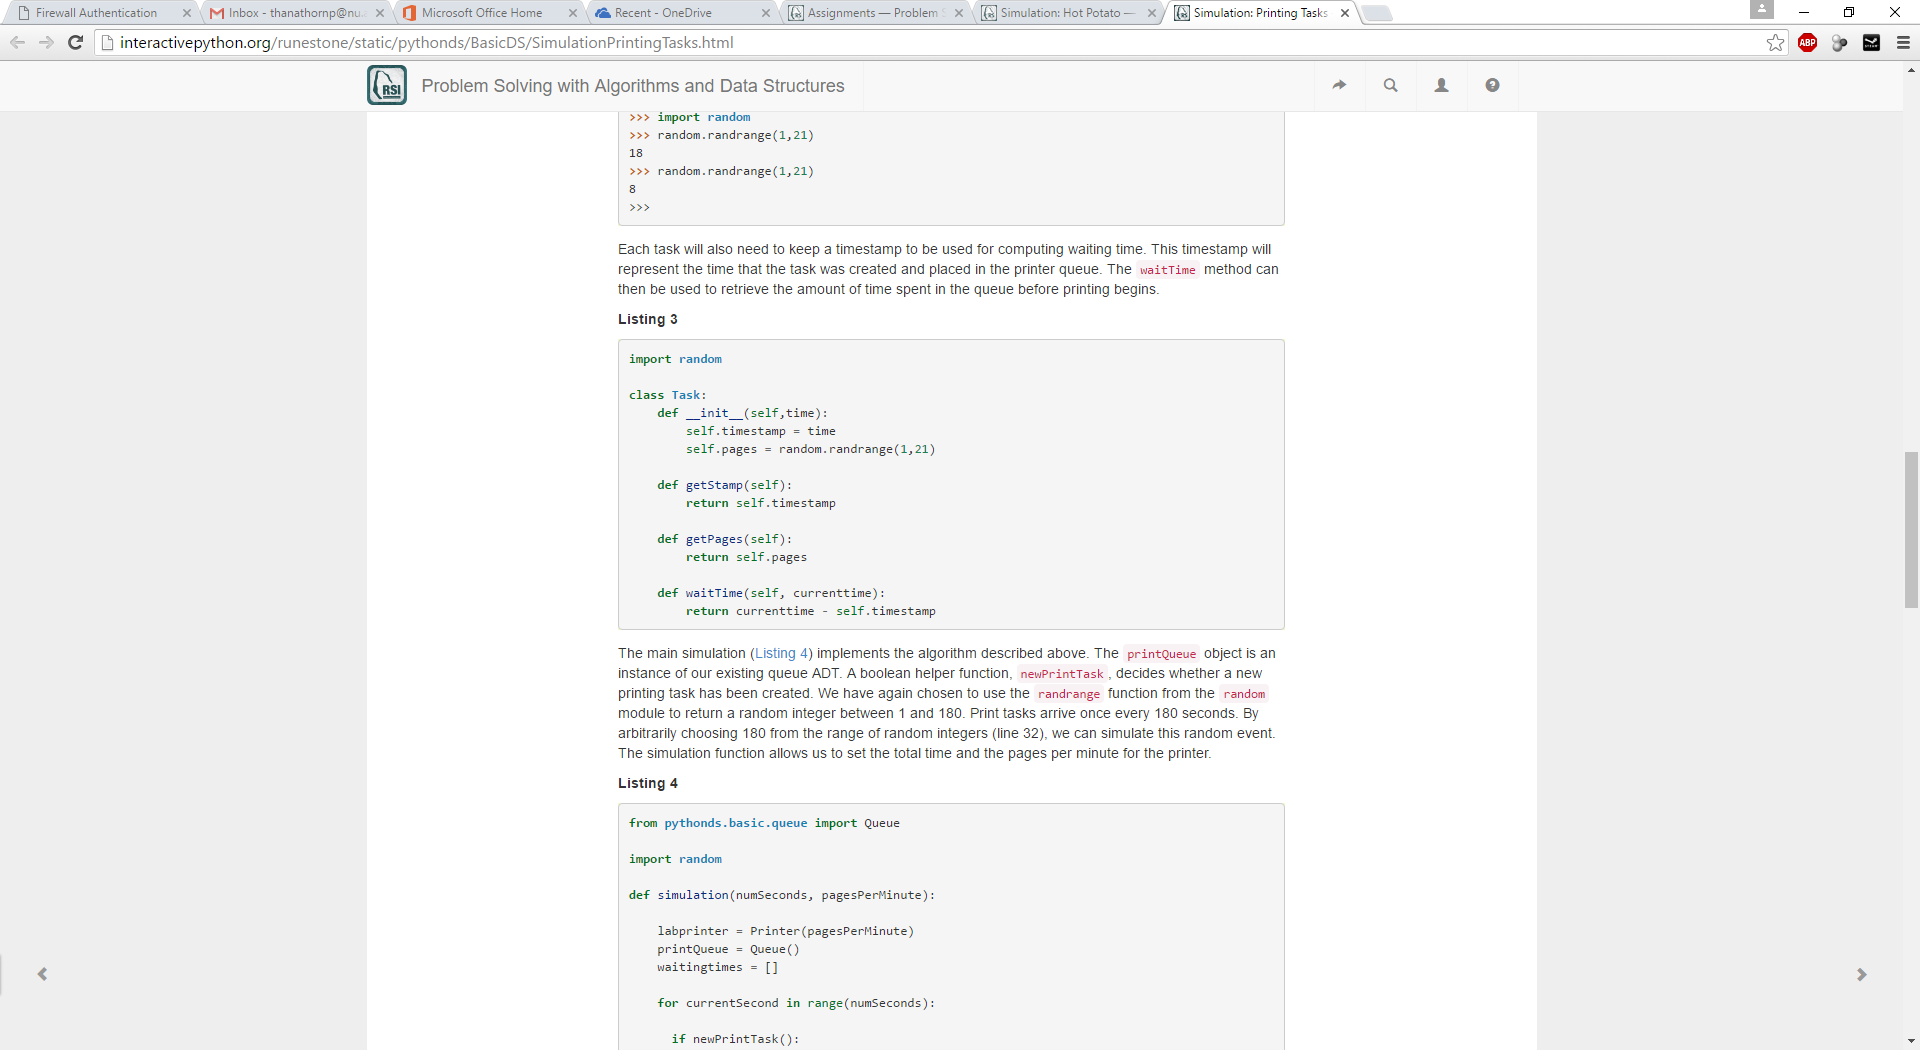 Firewall Authentication
Inbox - thanathornp@nu.
Microsoft Office Home
Recent - OneDrive
Assignments — Problem S
Simulation: Hot Potato —
Simulation: Printing Tasks
interactivepython.org/runestone/static/pythonds/BasicDS/SimulationPrintingTasks.html
ABP
RSI
Problem Solving with Algorithms and Data Structures
>>> import random
>>> random.randrange(1,21)
18
>>> random.randrange(1,21)
8
>>>
Each task will also need to keep a timestamp to be used for computing waiting time. This timestamp will
represent the time that the task was created and placed in the printer queue. The waitTime method can
then be used to retrieve the amount of time spent in the queue before printing begins.
Listing 3
import random
class Task:
    def __init__(self,time):
        self.timestamp = time
        self.pages = random.randrange(1,21)
    def getStamp(self):
        return self.timestamp
    def getPages(self):
        return self.pages
    def waitTime(self, currenttime):
        return currenttime - self.timestamp
The main simulation (Listing 4) implements the algorithm described above. The printQueue object is an
instance of our existing queue ADT. A boolean helper function, newPrintTask , decides whether a new
printing task has been created. We have again chosen to use the randrange function from the random
module to return a random integer between 1 and 180. Print tasks arrive once every 180 seconds. By
arbitrarily choosing 180 from the range of random integers (line 32), we can simulate this random event.
The simulation function allows us to set the total time and the pages per minute for the printer.
Listing 4
from pythonds.basic.queue import Queue
import random
def simulation(numSeconds, pagesPerMinute):
    labprinter = Printer(pagesPerMinute)
    printQueue = Queue()
    waitingtimes = []
    for currentSecond in range(numSeconds):
      if newPrintTask():